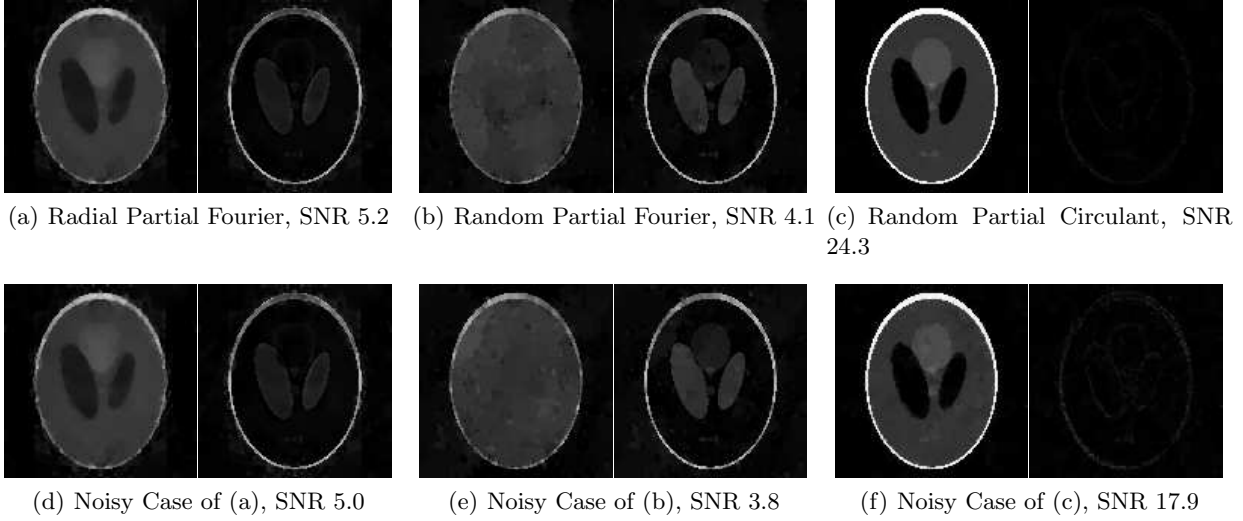 (a) Radial Partial Fourier, SNR 5.2
(b) Random Partial Fourier, SNR 4.1
(c) Random Partial Circulant, SNR
24.3
(d) Noisy Case of (a), SNR 5.0
(e) Noisy Case of (b), SNR 3.8
(f) Noisy Case of (c), SNR 17.9